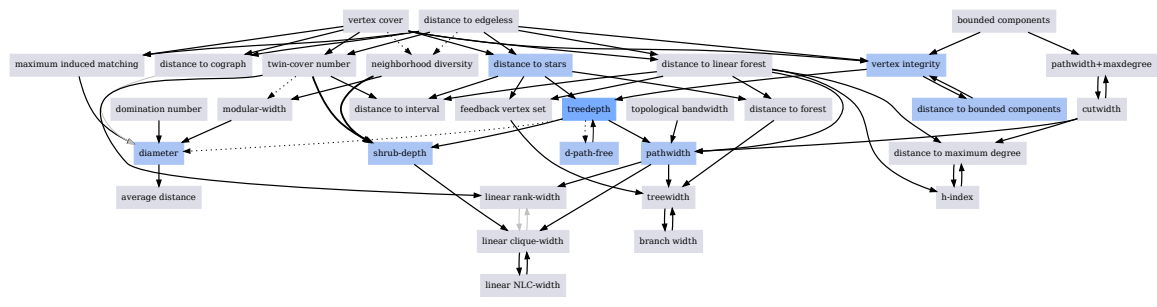 vertex cover
distance to edgeless
bounded components
maximum induced matching
distance to cograph
twin-cover number
neighborhood diversity
distance to stars
distance to linear forest
vertex integrity
pathwidth+maxdegree
domination number
modular-width
distance to interval
feedback vertex set
treedepth
topological bandwidth
distance to forest
distance to bounded components
cutwidth
diameter
shrub-depth
d-path-free
pathwidth
distance to maximum degree
average distance
linear rank-width
treewidth
h-index
linear clique-width
branch width
linear NLC-width